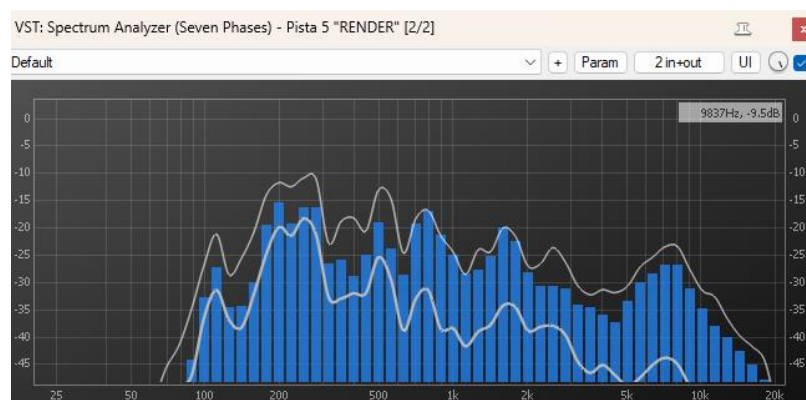 VST: Spectrum Analyzer (Seven Phases) - Pista 5 "RENDER" [2/2]
Default + Param 2 in+out UI
9837Hz, -9.5dB
0 0
-5 -5
-10 -10
-15 -15
-20 -20
-25 -25
-30 -30
-35 -35
-40 -40
-45 -45
25 50 100 200 500 1k 2k 5k 10k 20k